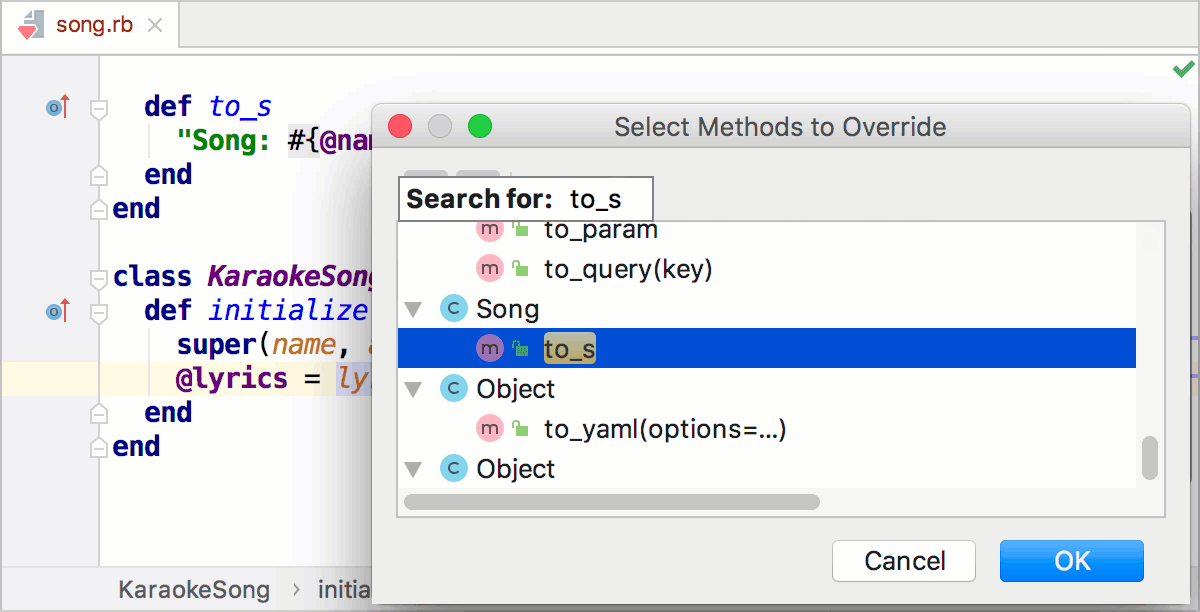 song.rb
def to_s
"Song: #{@nam
end
end
class KaraokeSong
def initialize
super(name,
@lyrics = ly
end
end
KaraokeSong › initia
Select Methods to Override
Search for: to_s
m to_param
m to_query(key)
C Song
m to_s
C Object
m to_yaml(options=...)
C Object
Cancel OK